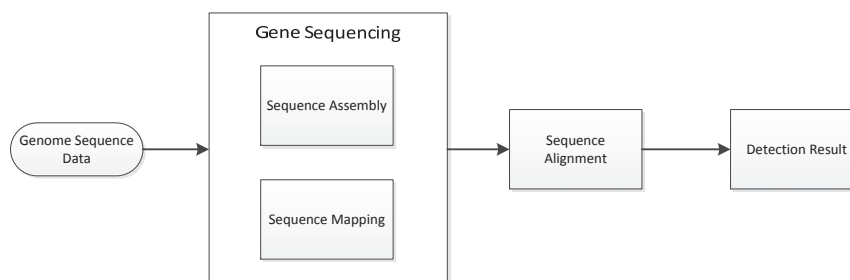 Gene Sequencing
Sequence Assembly
Genome Sequence
Data
Sequence
Alignment
Detection Result
Sequence Mapping